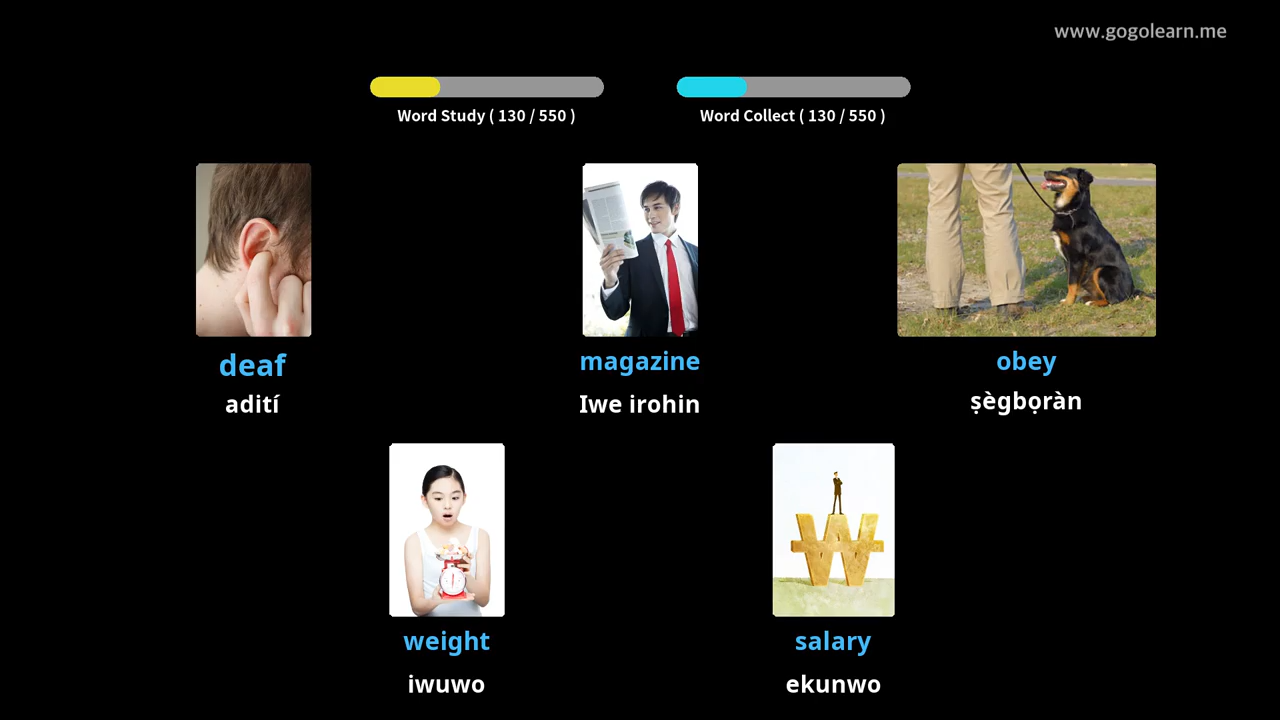 www.gogolearn.me
Word Study ( 130 / 550 )
Word Collect ( 130 / 550 )
deaf
adití
magazine
Iwe irohin
obey
ṣègbọràn
weight
iwuwo
salary
ekunwo